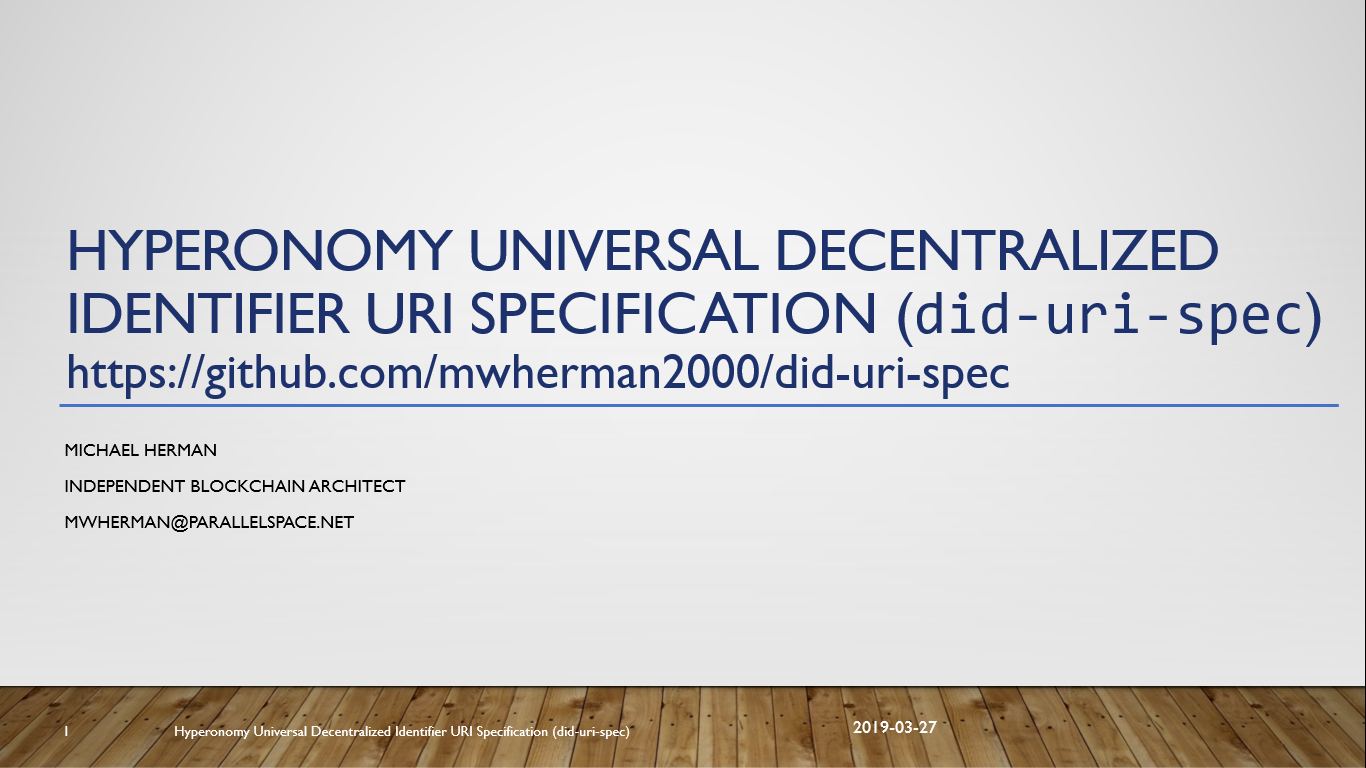 HYPERONOMY UNIVERSAL DECENTRALIZED
IDENTIFIER URI SPECIFICATION (did-uri-spec)
https://github.com/mwherman2000/did-uri-spec
MICHAEL HERMAN
INDEPENDENT BLOCKCHAIN ARCHITECT
MWHERMAN@PARALLELSPACE.NET
1 Hyperonomy Universal Decentralized Identifier URI Specification (did-uri-spec) 2019-03-27